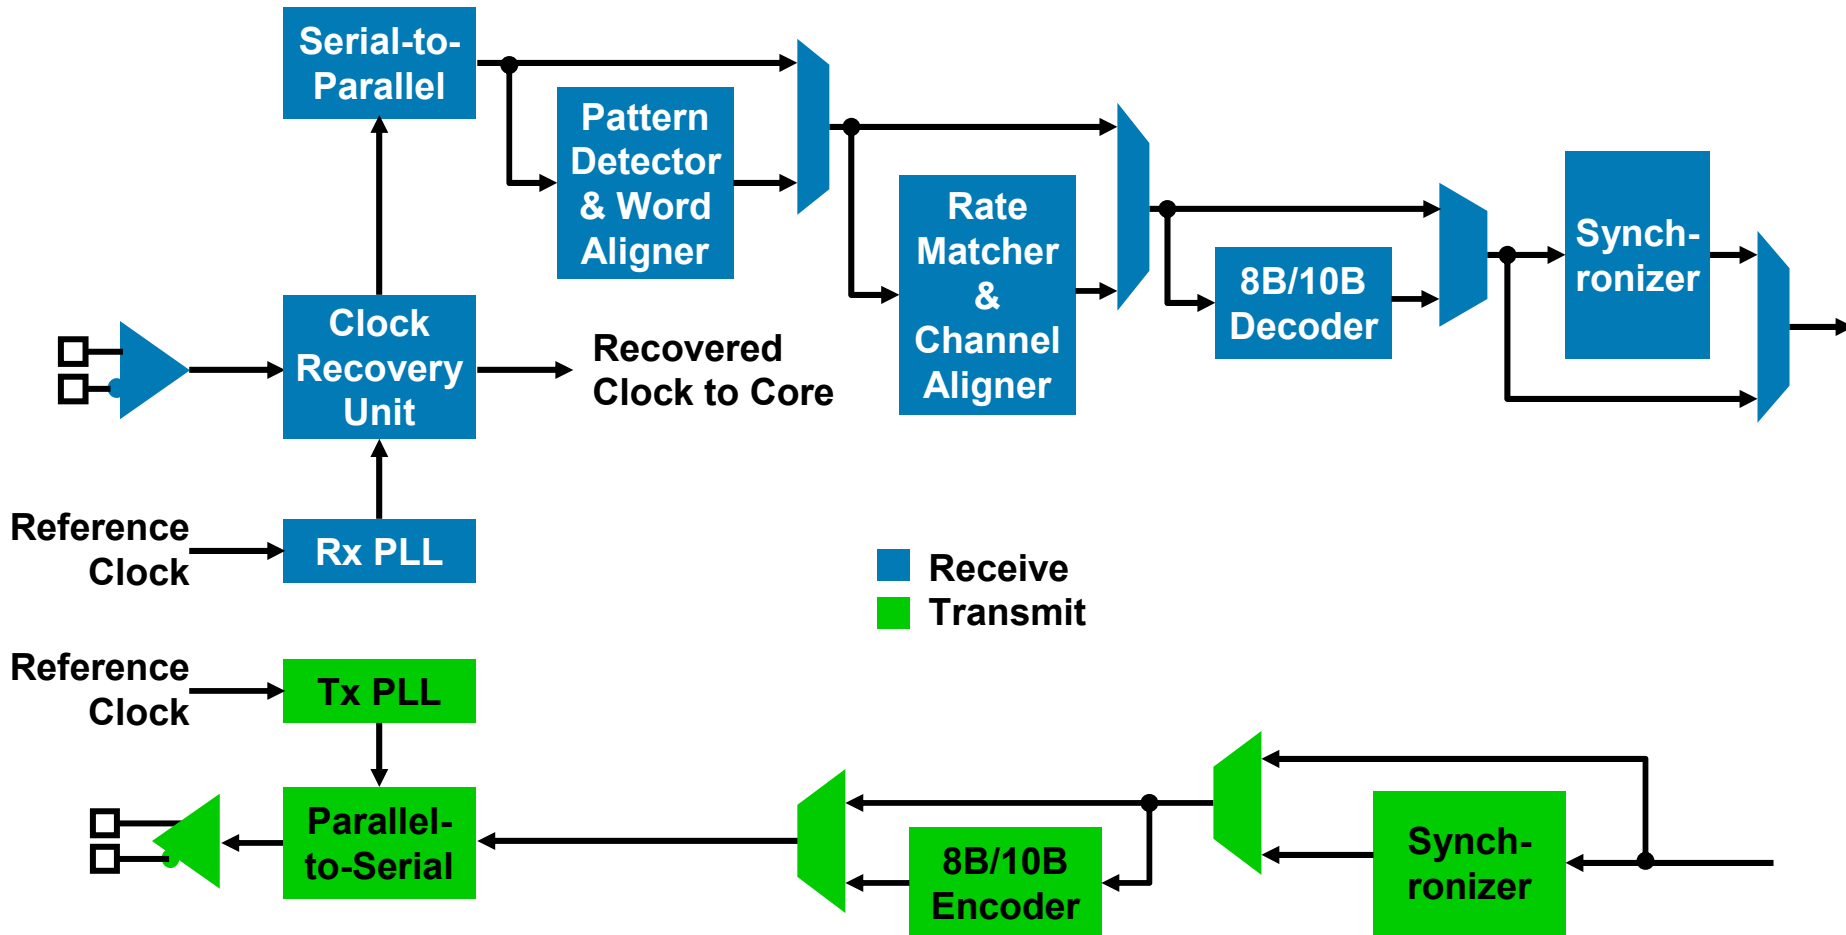 Serial-to-
Parallel
Pattern
Detector
& Word
Aligner
Rate
Matcher
&
Channel
Aligner
8B/10B
Decoder
Synch-
ronizer
Clock
Recovery
Unit
Recovered
Clock to Core
Reference
Clock
Rx PLL
Receive
Transmit
Reference
Clock
Tx PLL
Parallel-
to-Serial
8B/10B
Encoder
Synch-
ronizer